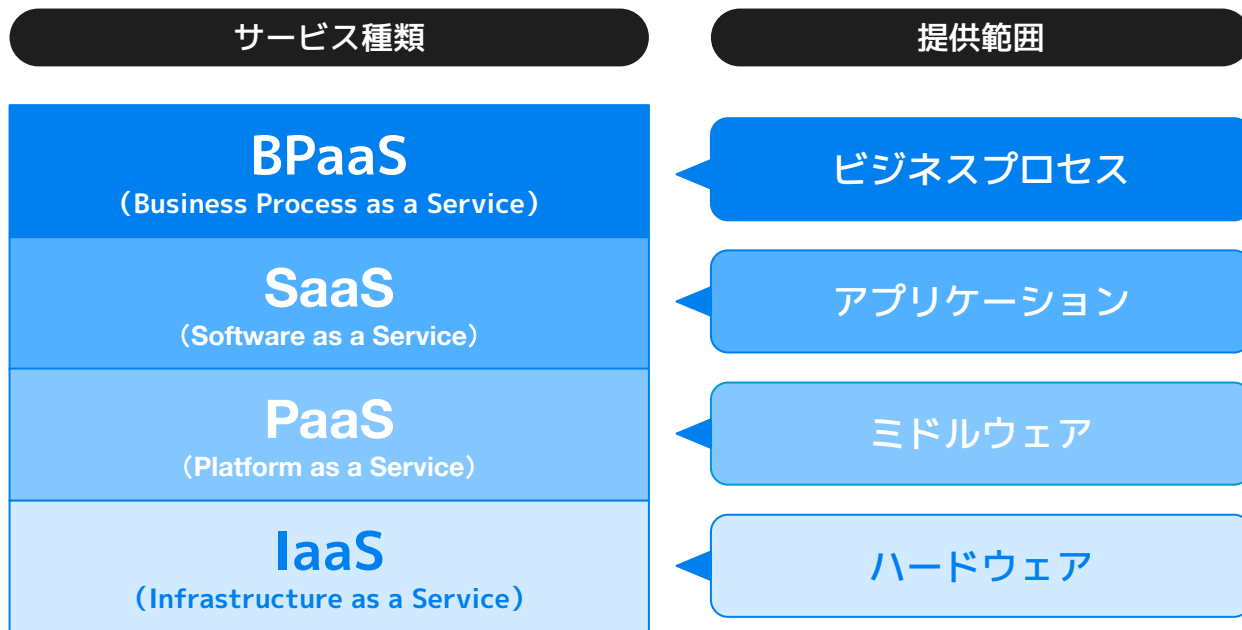 サービス種類
提供範囲
BPaaS
（Business Process as a Service）
ビジネスプロセス
SaaS
（Software as a Service）
アプリケーション
PaaS
（Platform as a Service）
ミドルウェア
IaaS
（Infrastructure as a Service）
ハードウェア